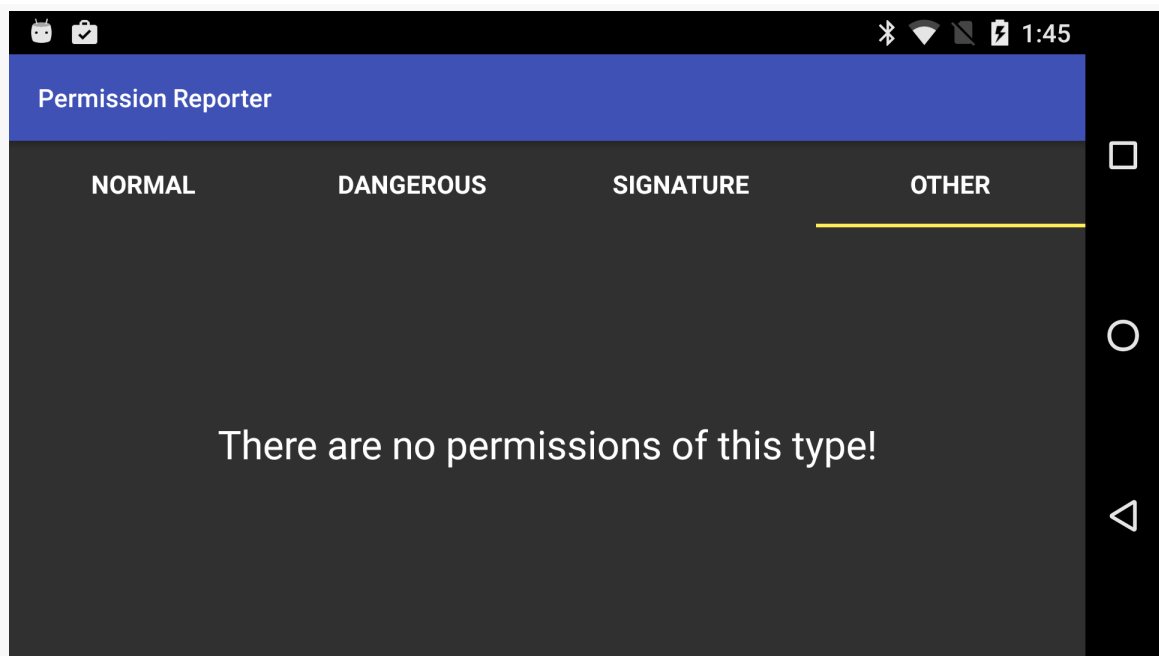 1:45
Permission Reporter
NORMAL DANGEROUS SIGNATURE OTHER
There are no permissions of this type!